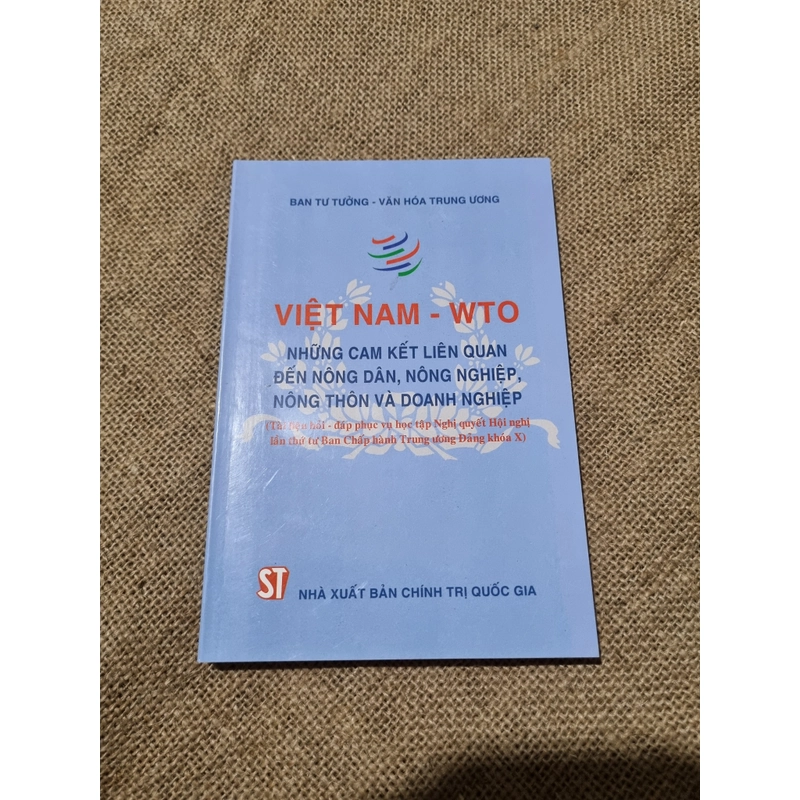 BAN TƯ TƯỞNG - VĂN HÓA TRUNG ƯƠNG
VIỆT NAM - WTO
NHỮNG CAM KẾT LIÊN QUAN
ĐẾN NÔNG DÂN, NÔNG NGHIỆP,
NÔNG THÔN VÀ DOANH NGHIỆP
(Tài liệu hỏi - đáp phục vụ học tập Nghị quyết Hội nghị
lần thứ tư Ban Chấp hành Trung ương Đảng khóa X)
ST
NHÀ XUẤT BẢN CHÍNH TRỊ QUỐC GIA